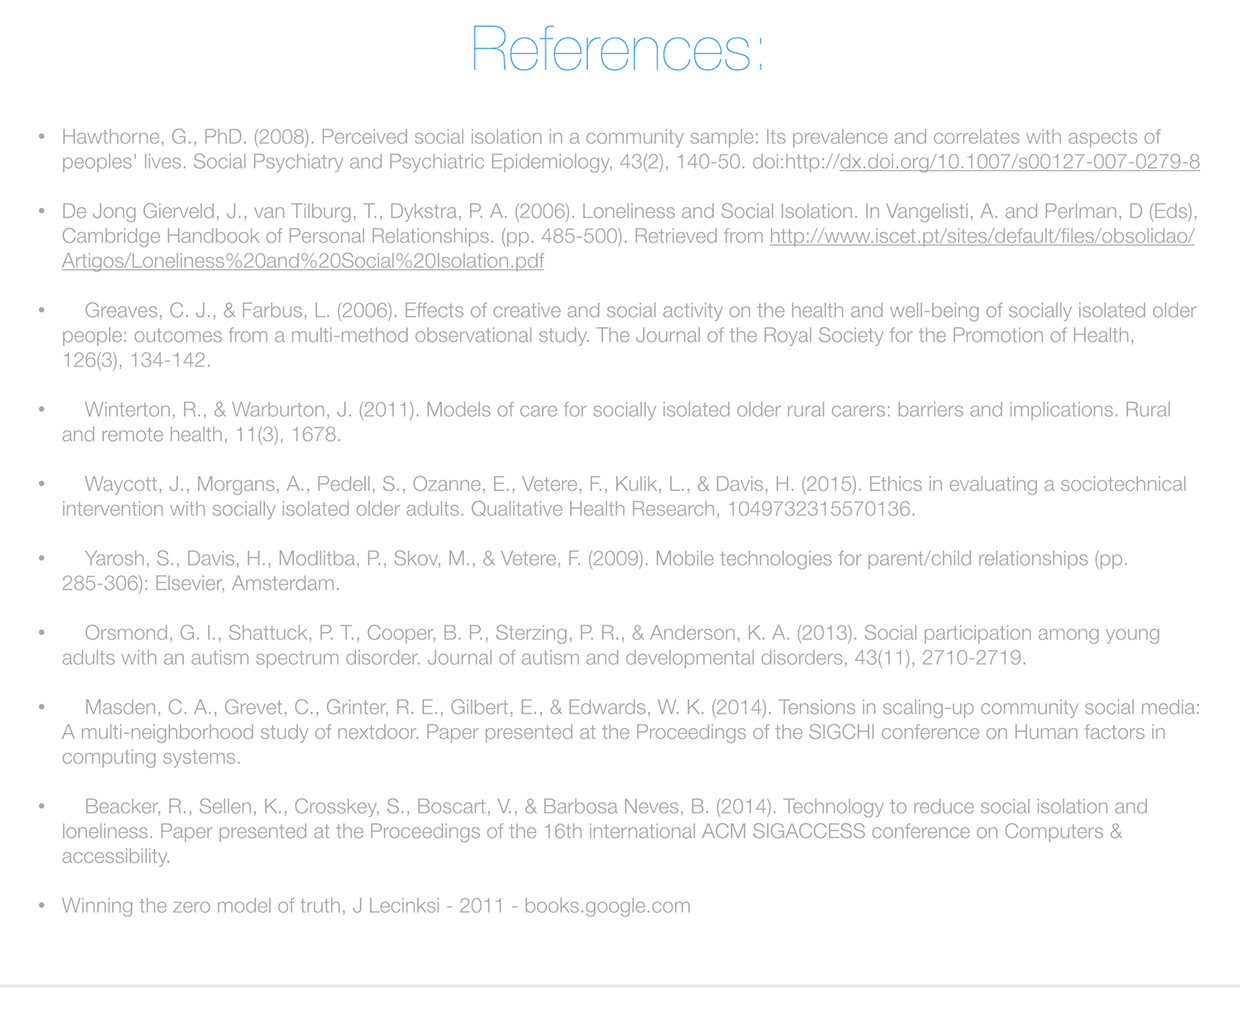 References:
• Hawthorne, G., PhD. (2008). Perceived social isolation in a community sample: Its prevalence and correlates with aspects of
peoples' lives. Social Psychiatry and Psychiatric Epidemiology, 43(2), 140-50. doi:http://dx.doi.org/10.1007/s00127-007-0279-8
• De Jong Gierveld, J., van Tilburg, T., Dykstra, P. A. (2006). Loneliness and Social Isolation. In Vangelisti, A. and Perlman, D (Eds),
Cambridge Handbook of Personal Relationships. (pp. 485-500). Retrieved from http://www.iscet.pt/sites/default/files/obsolidao/
Artigos/Loneliness%20and%20Social%20Isolation.pdf
• Greaves, C. J., & Farbus, L. (2006). Effects of creative and social activity on the health and well-being of socially isolated older
people: outcomes from a multi-method observational study. The Journal of the Royal Society for the Promotion of Health,
126(3), 134-142.
• Winterton, R., & Warburton, J. (2011). Models of care for socially isolated older rural carers: barriers and implications. Rural
and remote health, 11(3), 1678.
• Waycott, J., Morgans, A., Pedell, S., Ozanne, E., Vetere, F., Kulik, L., & Davis, H. (2015). Ethics in evaluating a sociotechnical
intervention with socially isolated older adults. Qualitative Health Research, 1049732315570136.
• Yarosh, S., Davis, H., Modlitba, P., Skov, M., & Vetere, F. (2009). Mobile technologies for parent/child relationships (pp.
285-306): Elsevier, Amsterdam.
• Orsmond, G. I., Shattuck, P. T., Cooper, B. P., Sterzing, P. R., & Anderson, K. A. (2013). Social participation among young
adults with an autism spectrum disorder. Journal of autism and developmental disorders, 43(11), 2710-2719.
• Masden, C. A., Grevet, C., Grinter, R. E., Gilbert, E., & Edwards, W. K. (2014). Tensions in scaling-up community social media:
A multi-neighborhood study of nextdoor. Paper presented at the Proceedings of the SIGCHI conference on Human factors in
computing systems.
• Beacker, R., Sellen, K., Crosskey, S., Boscart, V., & Barbosa Neves, B. (2014). Technology to reduce social isolation and
loneliness. Paper presented at the Proceedings of the 16th international ACM SIGACCESS conference on Computers &
accessibility.
• Winning the zero model of truth, J Lecinksi - 2011 - books.google.com